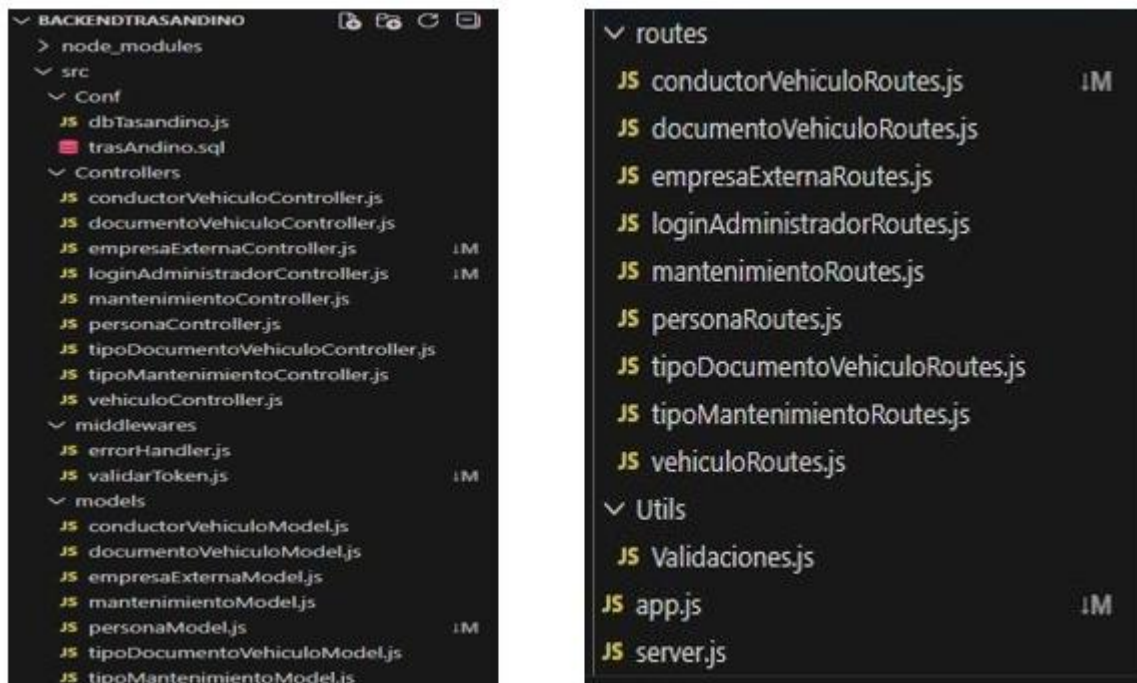 BACKENDTRASANDINO
node_modules
src
Conf
JS dbTasandino.js
trasAndino.sql
Controllers
JS conductorVehiculoController.js
JS documentoVehiculoController.js
JS empresaExternaController.js ↓M
JS loginAdministradorController.js ↓M
JS mantenimientoController.js
JS personaController.js
JS tipoDocumentoVehiculoController.js
JS tipoMantenimientoController.js
JS vehiculoController.js
middlewares
JS errorHandler.js
JS validarToken.js ↓M
models
JS conductorVehiculoModel.js
JS documentoVehiculoModel.js
JS empresaExternaModel.js
JS mantenimientoModel.js
JS personaModel.js ↓M
JS tipoDocumentoVehiculoModel.js
JS tipoMantenimientoModel.js
routes
JS conductorVehiculoRoutes.js ↓M
JS documentoVehiculoRoutes.js
JS empresaExternaRoutes.js
JS loginAdministradorRoutes.js
JS mantenimientoRoutes.js
JS personaRoutes.js
JS tipoDocumentoVehiculoRoutes.js
JS tipoMantenimientoRoutes.js
JS vehiculoRoutes.js
Utils
JS Validaciones.js
JS app.js ↓M
JS server.js